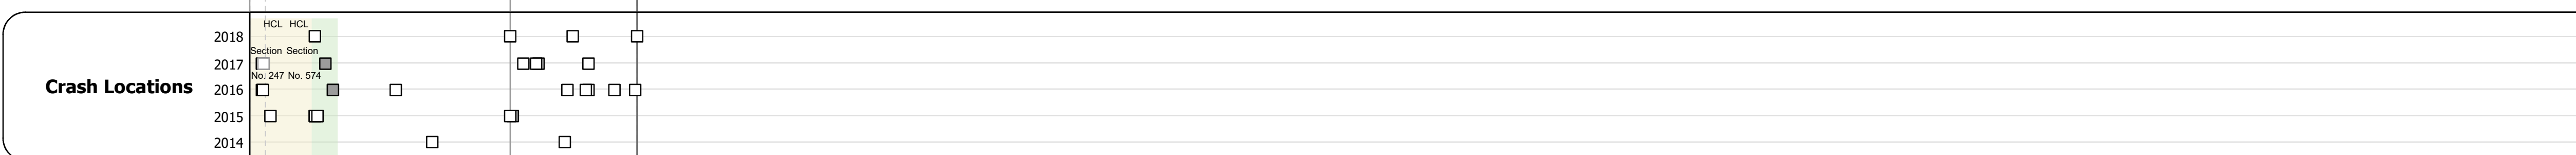 HCL HCL
2018
Section Section
2017
No. 247 No. 574
Crash Locations
2016
2015
2014